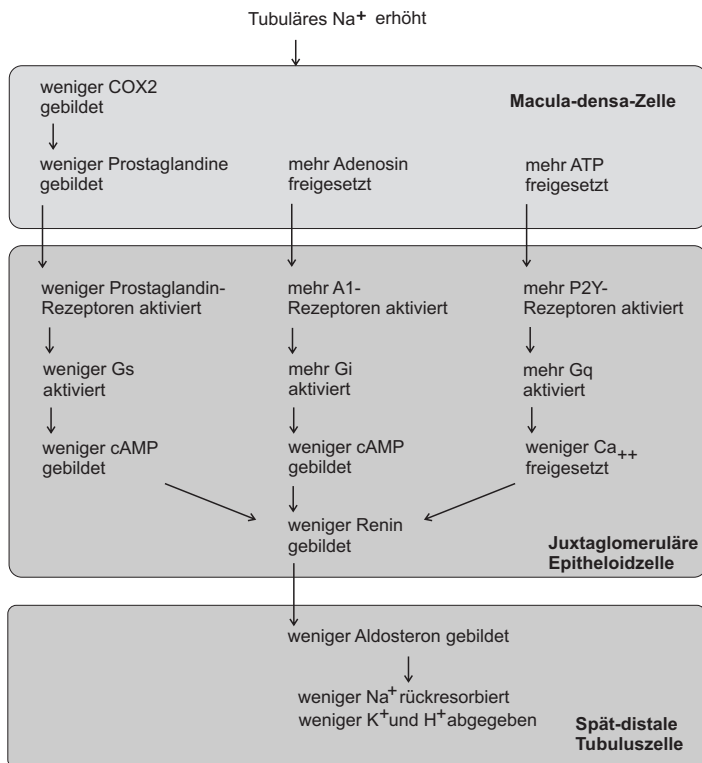 Tubuläres Na+ erhöht
weniger COX2
gebildet
Macula-densa-Zelle
weniger Prostaglandine
gebildet
mehr Adenosin
freigesetzt
mehr ATP
freigesetzt
weniger Prostaglandin-
Rezeptoren aktiviert
mehr A1-
Rezeptoren aktiviert
mehr P2Y-
Rezeptoren aktiviert
weniger Gs
aktiviert
mehr Gi
aktiviert
mehr Gq
aktiviert
weniger cAMP
gebildet
weniger cAMP
gebildet
weniger Ca++
freigesetzt
weniger Renin
gebildet
Juxtaglomeruläre
Epitheloidzelle
weniger Aldosteron gebildet
weniger Na+ rückresorbiert
weniger K+ und H+ abgegeben
Spät-distale
Tubuluszelle